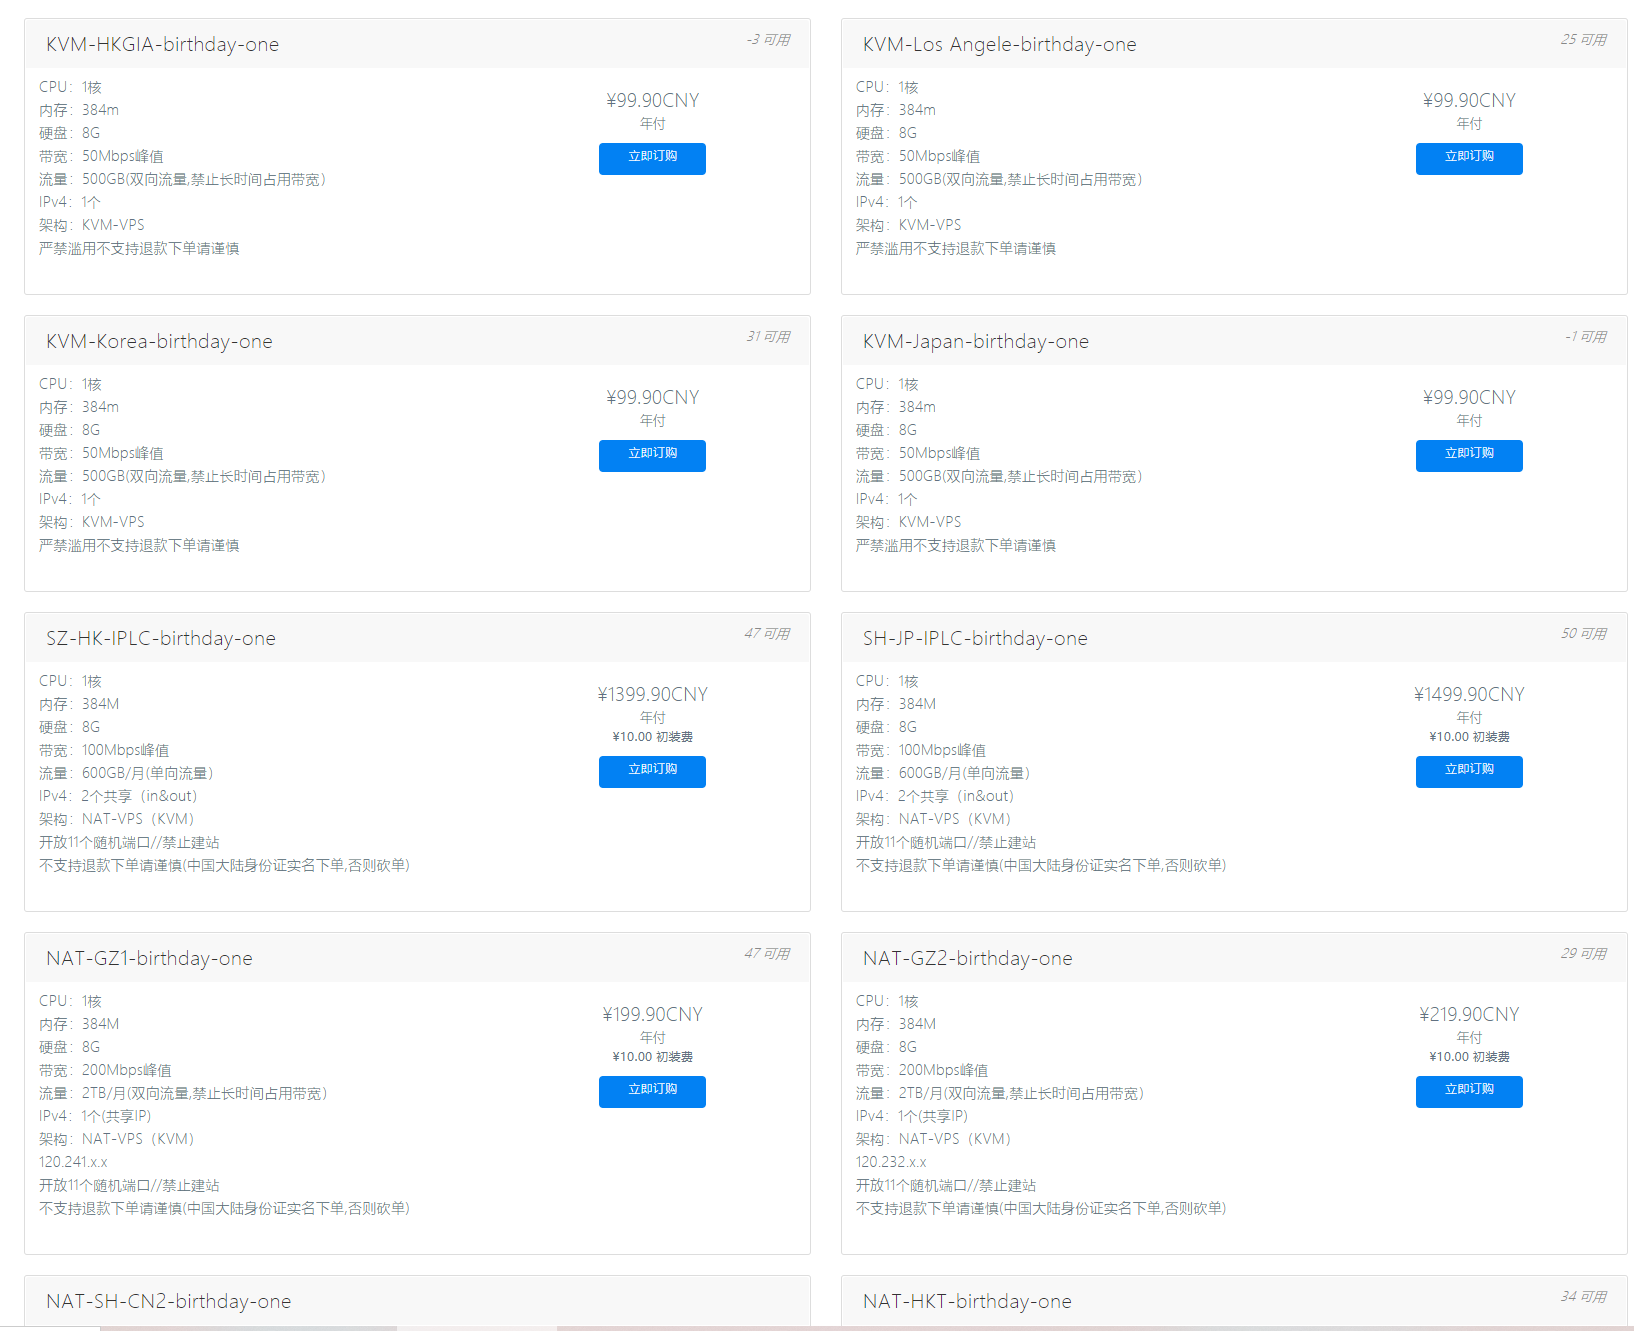 KVM-HKGIA-birthday-one
-3 可用
CPU：1核
内存：384m
硬盘：8G
带宽：50Mbps峰值
流量：500GB(双向流量,禁止长时间占用带宽）
IPv4：1个
架构：KVM-VPS
严禁滥用不支持退款下单请谨慎
¥99.90CNY
年付
立即订购
KVM-Los Angele-birthday-one
25 可用
CPU：1核
内存：384m
硬盘：8G
带宽：50Mbps峰值
流量：500GB(双向流量,禁止长时间占用带宽）
IPv4：1个
架构：KVM-VPS
严禁滥用不支持退款下单请谨慎
¥99.90CNY
年付
立即订购
KVM-Korea-birthday-one
31 可用
CPU：1核
内存：384m
硬盘：8G
带宽：50Mbps峰值
流量：500GB(双向流量,禁止长时间占用带宽）
IPv4：1个
架构：KVM-VPS
严禁滥用不支持退款下单请谨慎
¥99.90CNY
年付
立即订购
KVM-Japan-birthday-one
-1 可用
CPU：1核
内存：384m
硬盘：8G
带宽：50Mbps峰值
流量：500GB(双向流量,禁止长时间占用带宽）
IPv4：1个
架构：KVM-VPS
严禁滥用不支持退款下单请谨慎
¥99.90CNY
年付
立即订购
SZ-HK-IPLC-birthday-one
47 可用
CPU：1核
内存：384M
硬盘：8G
带宽：100Mbps峰值
流量：600GB/月(单向流量）
IPv4：2个共享（in&out）
架构：NAT-VPS（KVM）
开放11个随机端口//禁止建站
不支持退款下单请谨慎(中国大陆身份证实名下单,否则砍单)
¥1399.90CNY
年付
¥10.00 初装费
立即订购
SH-JP-IPLC-birthday-one
50 可用
CPU：1核
内存：384M
硬盘：8G
带宽：100Mbps峰值
流量：600GB/月(单向流量）
IPv4：2个共享（in&out）
架构：NAT-VPS（KVM）
开放11个随机端口//禁止建站
不支持退款下单请谨慎(中国大陆身份证实名下单,否则砍单)
¥1499.90CNY
年付
¥10.00 初装费
立即订购
NAT-GZ1-birthday-one
47 可用
CPU：1核
内存：384M
硬盘：8G
带宽：200Mbps峰值
流量：2TB/月(双向流量,禁止长时间占用带宽）
IPv4：1个(共享IP)
架构：NAT-VPS（KVM）
120.241.x.x
开放11个随机端口//禁止建站
不支持退款下单请谨慎(中国大陆身份证实名下单,否则砍单)
¥199.90CNY
年付
¥10.00 初装费
立即订购
NAT-GZ2-birthday-one
29 可用
CPU：1核
内存：384M
硬盘：8G
带宽：200Mbps峰值
流量：2TB/月(双向流量,禁止长时间占用带宽）
IPv4：1个(共享IP)
架构：NAT-VPS（KVM）
120.232.x.x
开放11个随机端口//禁止建站
不支持退款下单请谨慎(中国大陆身份证实名下单,否则砍单)
¥219.90CNY
年付
¥10.00 初装费
立即订购
NAT-SH-CN2-birthday-one
NAT-HKT-birthday-one
34 可用